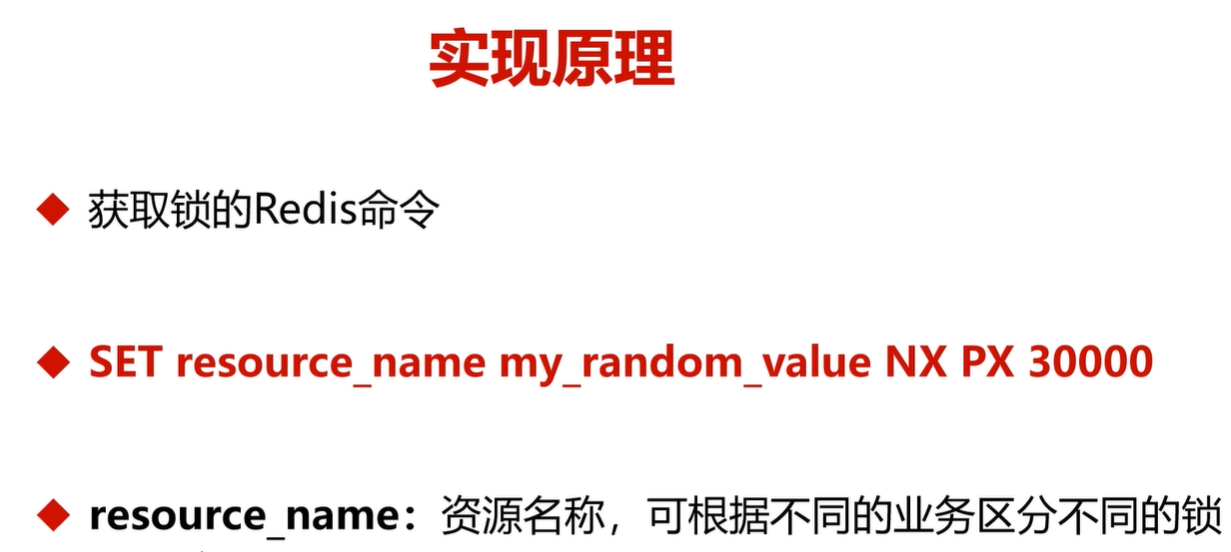 实现原理
获取锁的Redis命令
SET resource_name my_random_value NX PX 30000
resource_name：资源名称，可根据不同的业务区分不同的锁